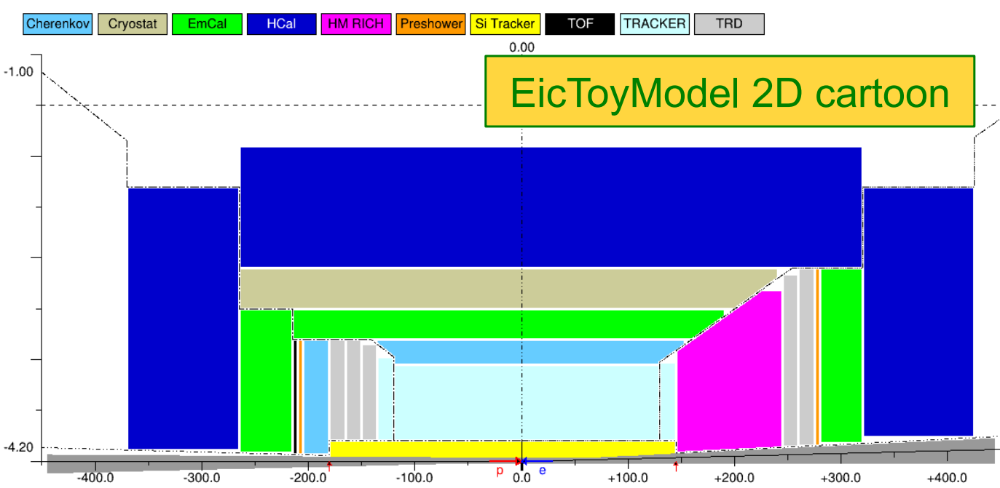 Cherenkov Cryostat EmCal HCal HM RICH Preshower Si Tracker TOF TRACKER TRD
0.00
-1.00
EicToyModel 2D cartoon
-4.20
-400.0 -300.0 -200.0 -100.0 0.0 +100.0 +200.0 +300.0 +400.0
p e